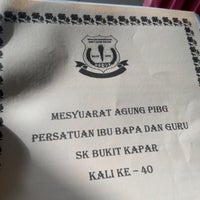 MESYUARAT AGUNG PIBG
PERSATUAN IBU BAPA DAN GURU
SK BUKIT KAPAR
KALI KE – 40